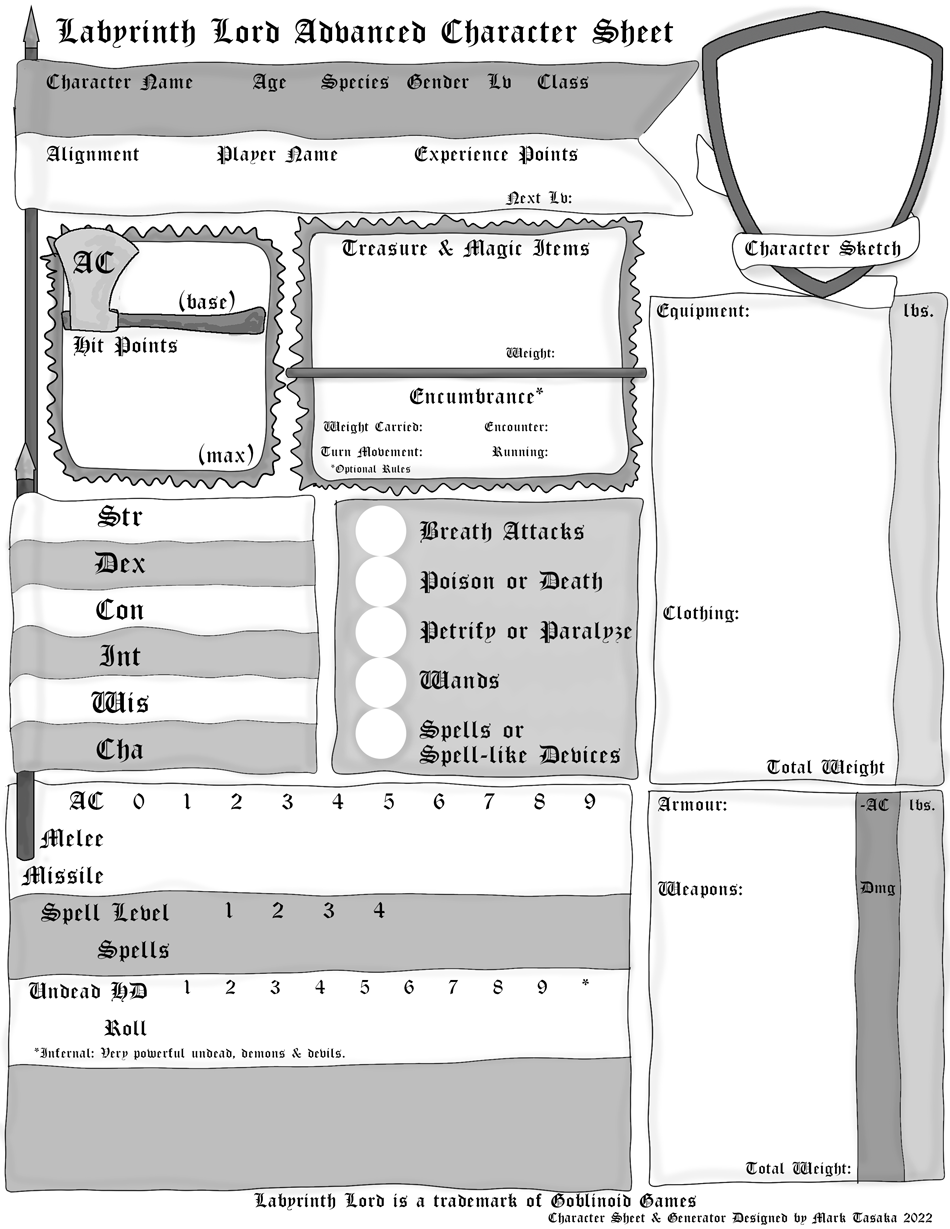 Labyrinth Lord Advanced Character Sheet
Character Name Age Species Gender Lv Class
Alignment Player Name Experience Points
Next Lv:
Character Sketch
AC
(base)
Hit Points
(max)
Treasure & Magic Items
Weight:
Encumbrance*
Weight Carried: Encounter:
Turn Movement: Running:
*Optional Rules
Equipment: lbs.
Clothing:
Total Weight
Str
Dex
Con
Int
Wis
Cha
Breath Attacks
Poison or Death
Petrify or Paralyze
Wands
Spells or
Spell-like Devices
AC 0 1 2 3 4 5 6 7 8 9
Melee
Missile
Spell Level 1 2 3 4
Spells
Undead HD 1 2 3 4 5 6 7 8 9 *
Roll
*Infernal: Very powerful undead, demons & devils.
Armour: -AC lbs.
Weapons: Dmg
Total Weight:
Labyrinth Lord is a trademark of Goblinoid Games
Character Sheet & Generator Designed by Mark Tasaka 2022